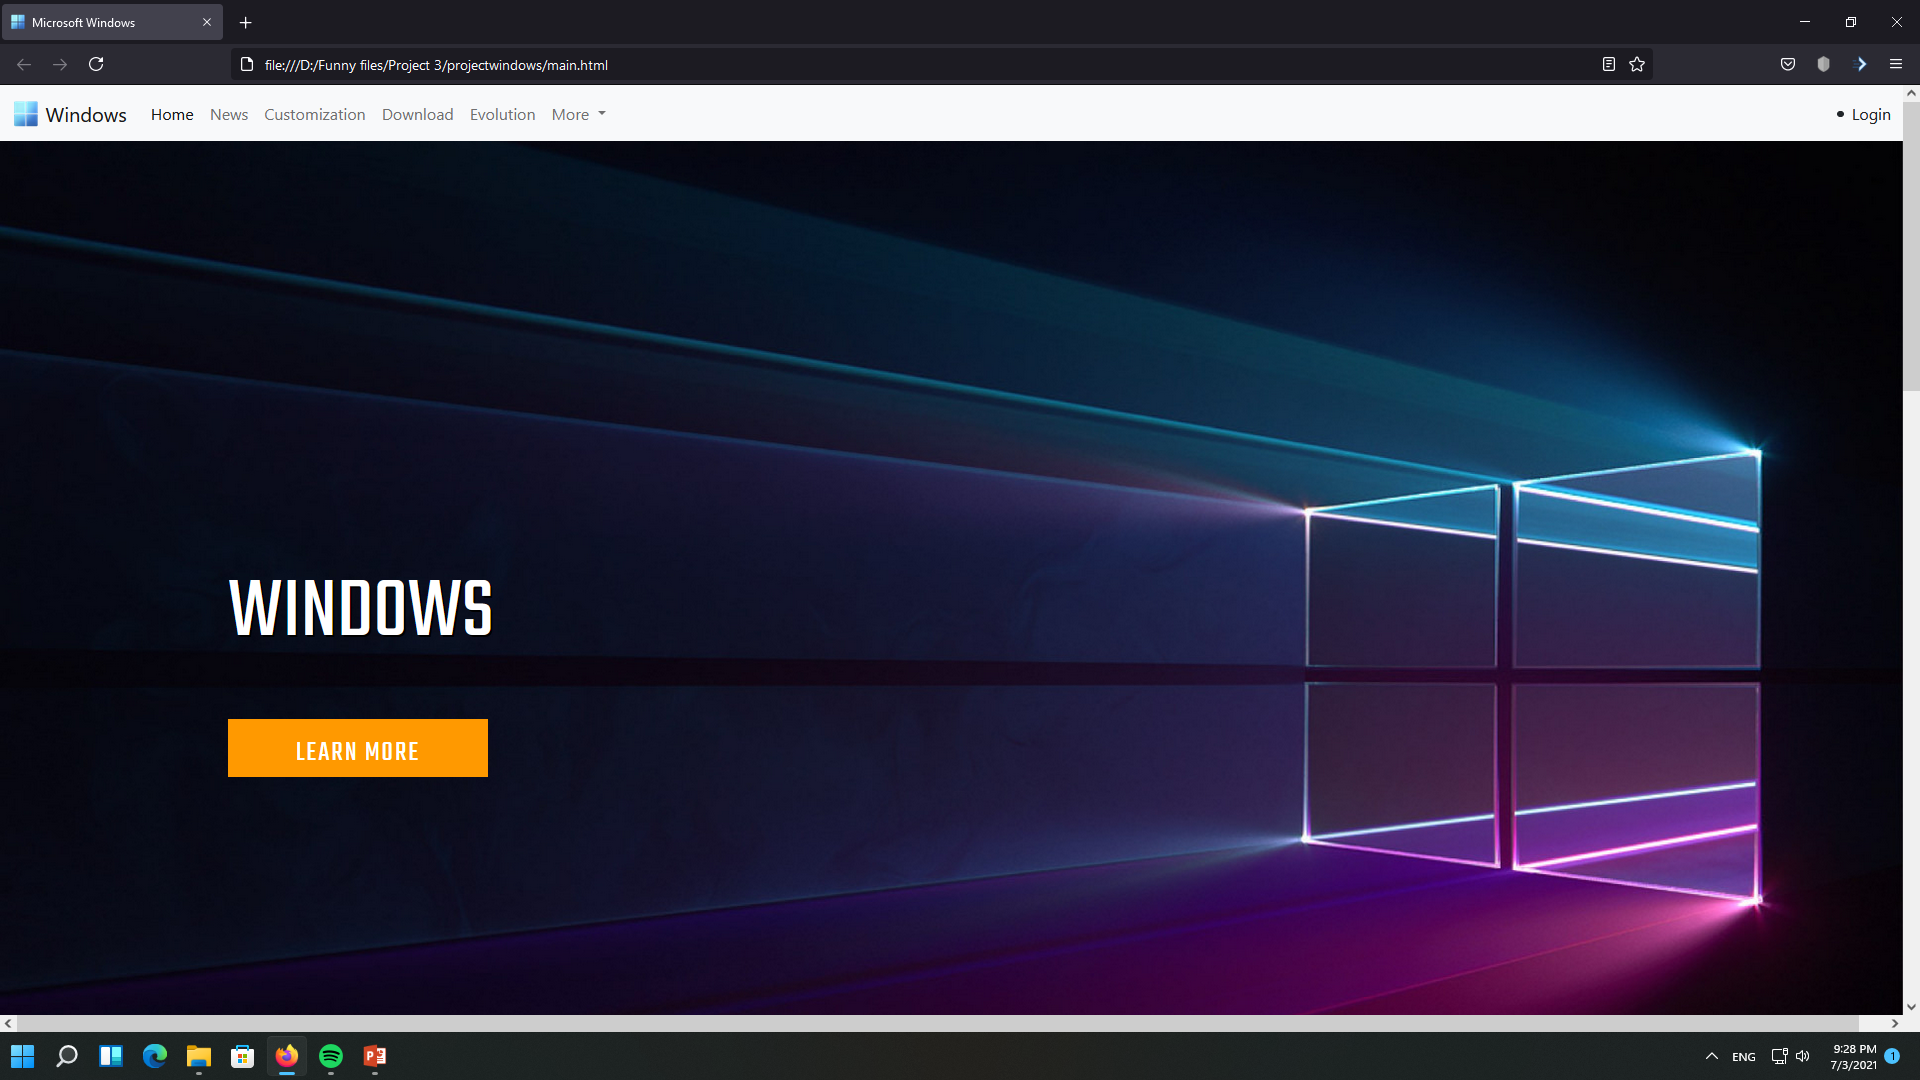 Microsoft Windows
file:///D:/Funny files/Project 3/projectwindows/main.html
Windows Home News Customization Download Evolution More Login
WINDOWS
LEARN MORE
ENG
9:28 PM
7/3/2021
1